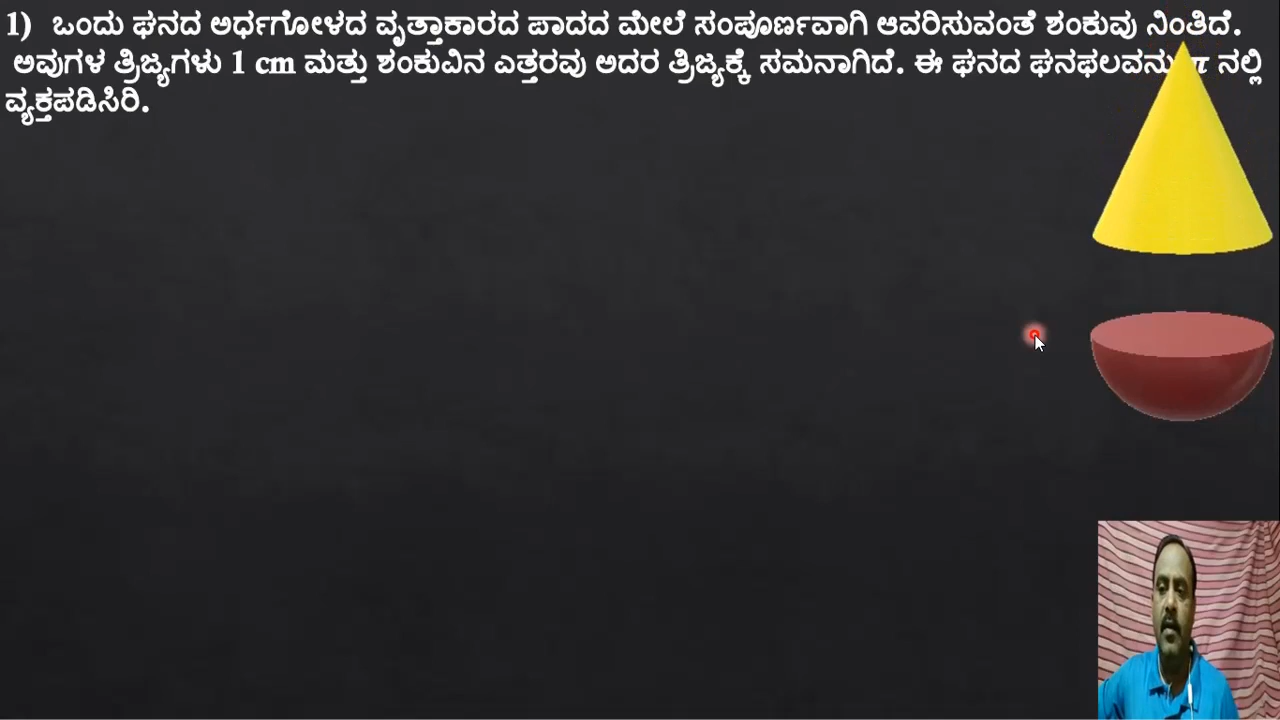 1) ಒಂದು ಘನದ ಅರ್ಧಗೋಳದ ವೃತ್ತಾಕಾರದ ಪಾದದ ಮೇಲೆ ಸಂಪೂರ್ಣವಾಗಿ ಆವರಿಸುವಂತೆ ಶಂಕುವು ನಿಂತಿದೆ.
ಅವುಗಳ ತ್ರಿಜ್ಯಗಳು 1 cm ಮತ್ತು ಶಂಕುವಿನ ಎತ್ತರವು ಅದರ ತ್ರಿಜ್ಯಕ್ಕೆ ಸಮನಾಗಿದೆ. ಈ ಘನದ ಘನಫಲವನ್ನು π ನಲ್ಲಿ
ವ್ಯಕ್ತಪಡಿಸಿರಿ.